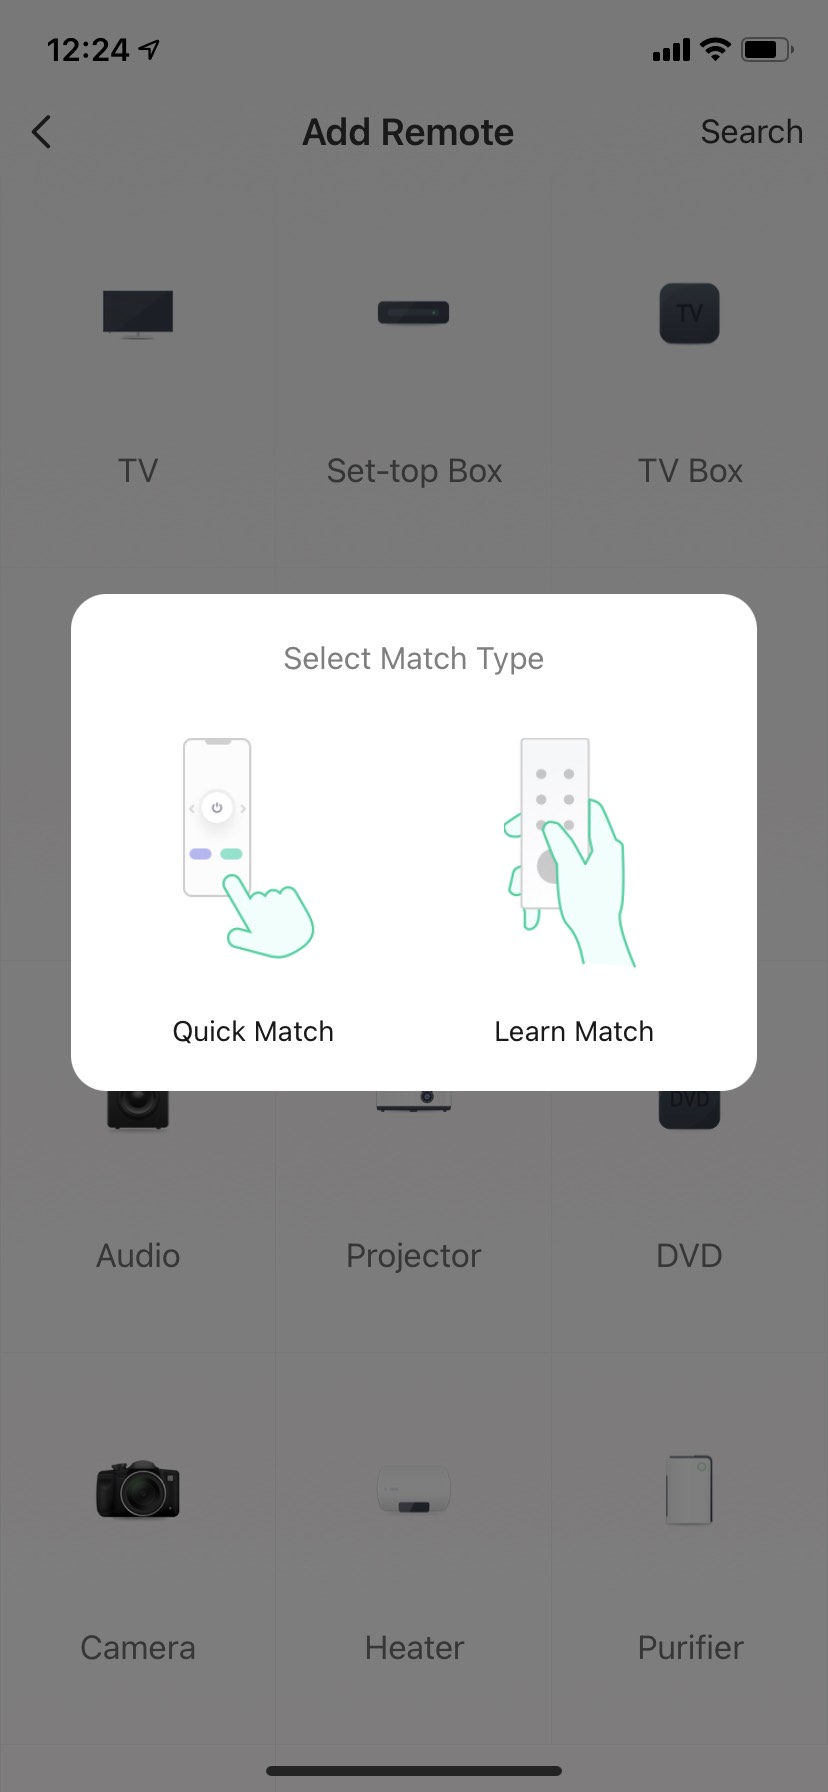 12:24
Add Remote
Search
TV
TV
Set-top Box
TV Box
Select Match Type
Quick Match
Learn Match
DVD
Audio
Projector
DVD
Camera
Heater
Purifier